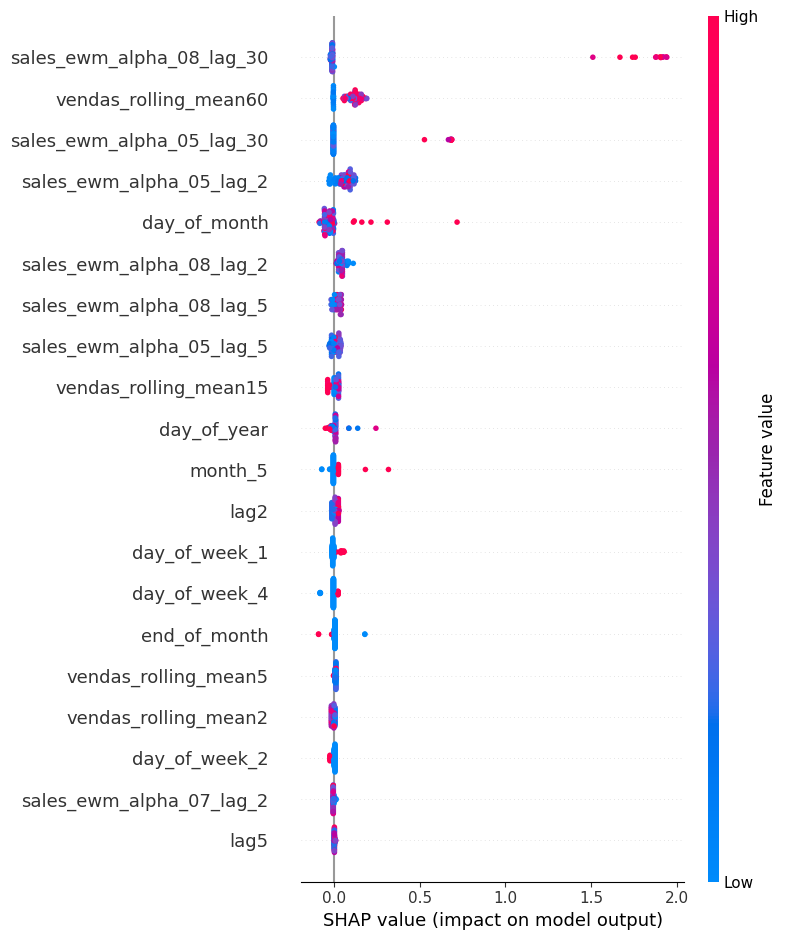 High
sales_ewm_alpha_08_lag_30
vendas_rolling_mean60
sales_ewm_alpha_05_lag_30
sales_ewm_alpha_05_lag_2
day_of_month
sales_ewm_alpha_08_lag_2
sales_ewm_alpha_08_lag_5
sales_ewm_alpha_05_lag_5
vendas_rolling_mean15
day_of_year
month_5
lag2
day_of_week_1
day_of_week_4
end_of_month
vendas_rolling_mean5
vendas_rolling_mean2
day_of_week_2
sales_ewm_alpha_07_lag_2
lag5
Feature value
Low
0.0 0.5 1.0 1.5 2.0
SHAP value (impact on model output)